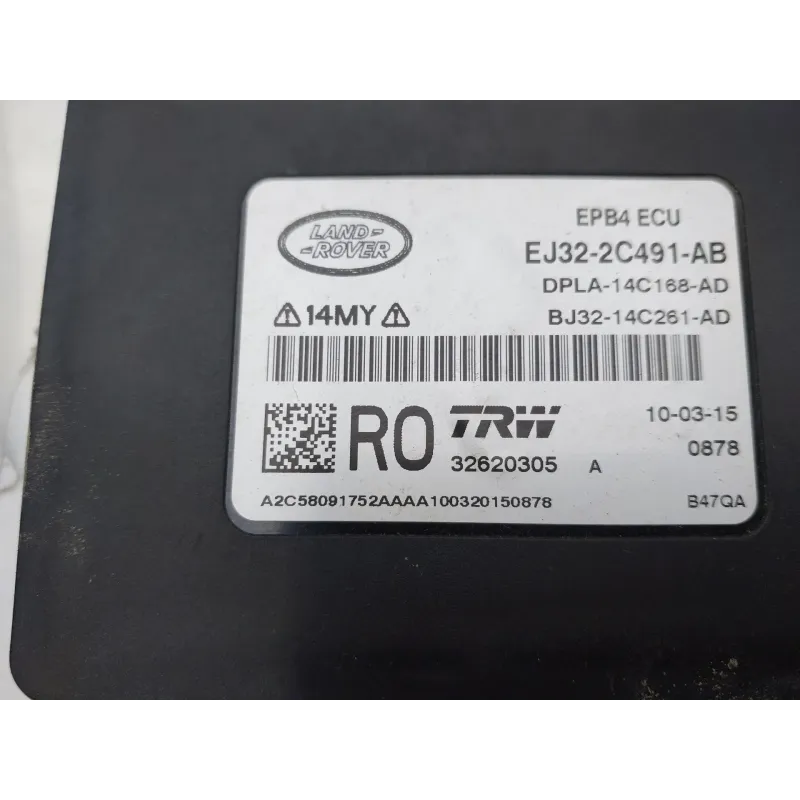 LAND-
-ROVER
EPB4 ECU
EJ32-2C491-AB
DPLA-14C168-AD
⚠14MY⚠ BJ32-14C261-AD
RO TRW 10-03-15
32620305 A 0878
A2C58091752AAAA100320150878 B47QA